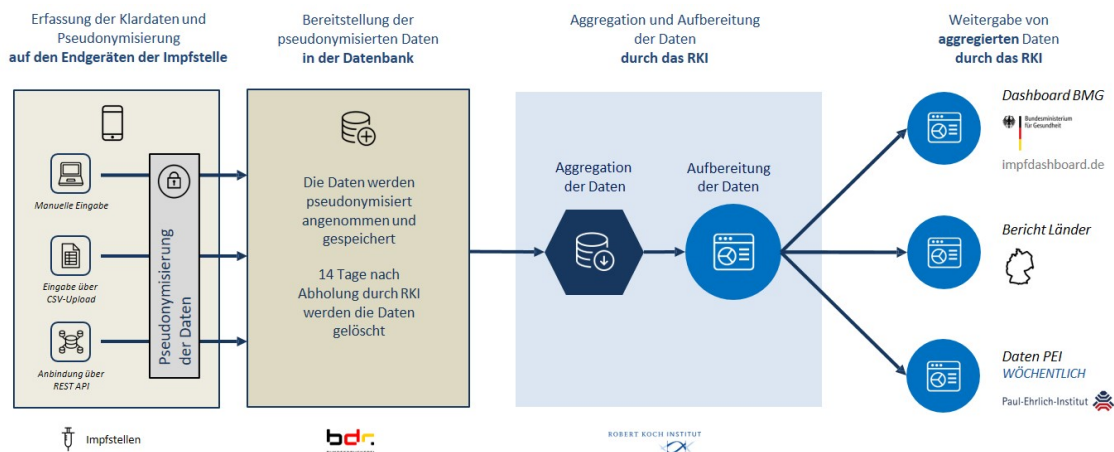 Erfassung der Klardaten und
Pseudonymisierung
auf den Endgeräten der Impfstelle
Bereitstellung der
pseudonymisierten Daten
in der Datenbank
Aggregation und Aufbereitung
der Daten
durch das RKI
Weitergabe von
aggregierten Daten
durch das RKI
Manuelle Eingabe
Eingabe über
CSV-Upload
Anbindung über
REST API
Pseudonymisierung
der Daten
Die Daten werden
pseudonymisiert
angenommen und
gespeichert
14 Tage nach
Abholung durch RKI
werden die Daten
gelöscht
Aggregation
der Daten
Aufbereitung
der Daten
Dashboard BMG
Bundesministerium
für Gesundheit
impfdashboard.de
Bericht Länder
Daten PEI
WÖCHENTLICH
Paul-Ehrlich-Institut
Impfstellen
bdr.
ROBERT KOCH INSTITUT